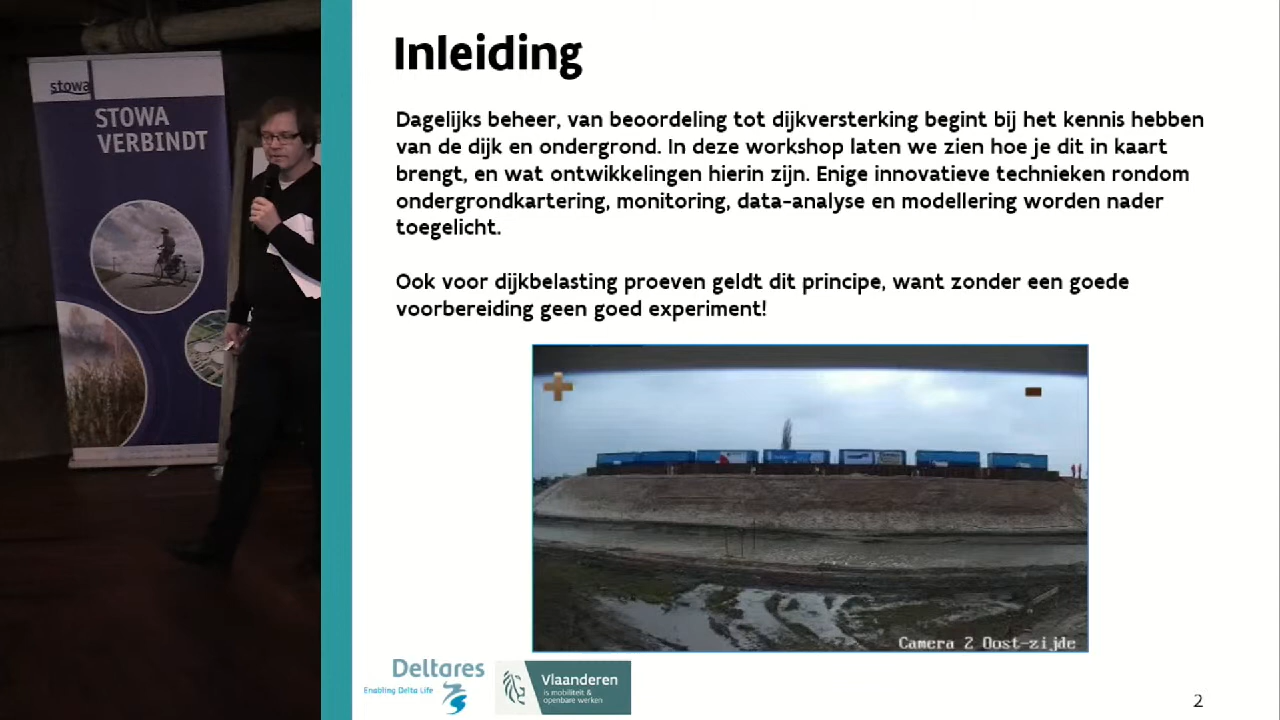 stowa
STOWA
VERBINDT
Inleiding
Dagelijks beheer, van beoordeling tot dijkversterking begint bij het kennis hebben
van de dijk en ondergrond. In deze workshop laten we zien hoe je dit in kaart
brengt, en wat ontwikkelingen hierin zijn. Enige innovatieve technieken rondom
ondergrondkartering, monitoring, data-analyse en modellering worden nader
toegelicht.
Ook voor dijkbelasting proeven geldt dit principe, want zonder een goede
voorbereiding geen goed experiment!
Camera 2 Oost-zijde
Deltares
Enabling Delta Life
Vlaanderen
is mobiliteit &
openbare werken
2